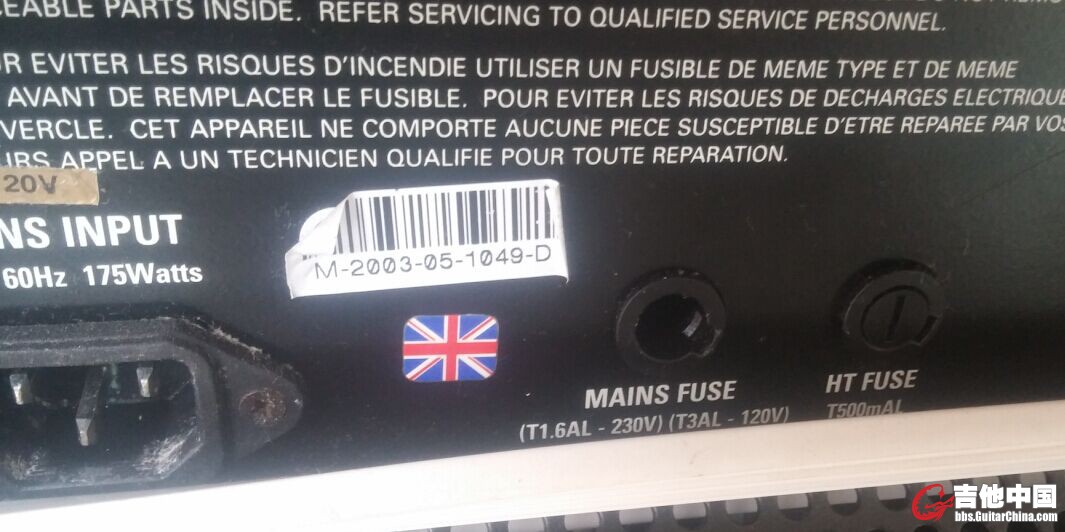 CEABLE PARTS INSIDE. REFER SERVICING TO QUALIFIED SERVICE PERSONNEL.
R EVITER LES RISQUES D'INCENDIE UTILISER UN FUSIBLE DE MEME TYPE ET DE MEME
AVANT DE REMPLACER LE FUSIBLE. POUR EVITER LES RISQUES DE DECHARGES ELECTRIQUE
VERCLE. CET APPAREIL NE COMPORTE AUCUNE PIECE SUSCEPTIBLE D'ETRE REPAREE PAR VOS
URS APPEL A UN TECHNICIEN QUALIFIE POUR TOUTE REPARATION.
20V
NS INPUT
60Hz 175Watts
M-2003-05-1049-D
MAINS FUSE
(T1.6AL - 230V) (T3AL - 120V)
HT FUSE
T500mAL
吉他中国
bbs.GuitarChina.com